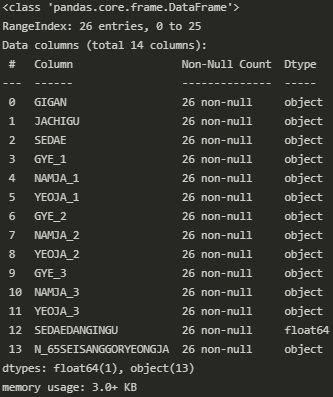 <class 'pandas.core.frame.DataFrame'>
RangeIndex: 26 entries, 0 to 25
Data columns (total 14 columns):
 #   Column                 Non-Null Count  Dtype
---  ------                 --------------  -----
 0   GIGAN                  26 non-null     object
 1   JACHIGU                26 non-null     object
 2   SEDAE                  26 non-null     object
 3   GYE_1                  26 non-null     object
 4   NAMJA_1                26 non-null     object
 5   YEOJA_1                26 non-null     object
 6   GYE_2                  26 non-null     object
 7   NAMJA_2                26 non-null     object
 8   YEOJA_2                26 non-null     object
 9   GYE_3                  26 non-null     object
 10  NAMJA_3                26 non-null     object
 11  YEOJA_3                26 non-null     object
 12  SEDAEDANGINGU          26 non-null     float64
 13  N_65SEISANGGORYEONGJA  26 non-null     object
dtypes: float64(1), object(13)
memory usage: 3.0+ KB